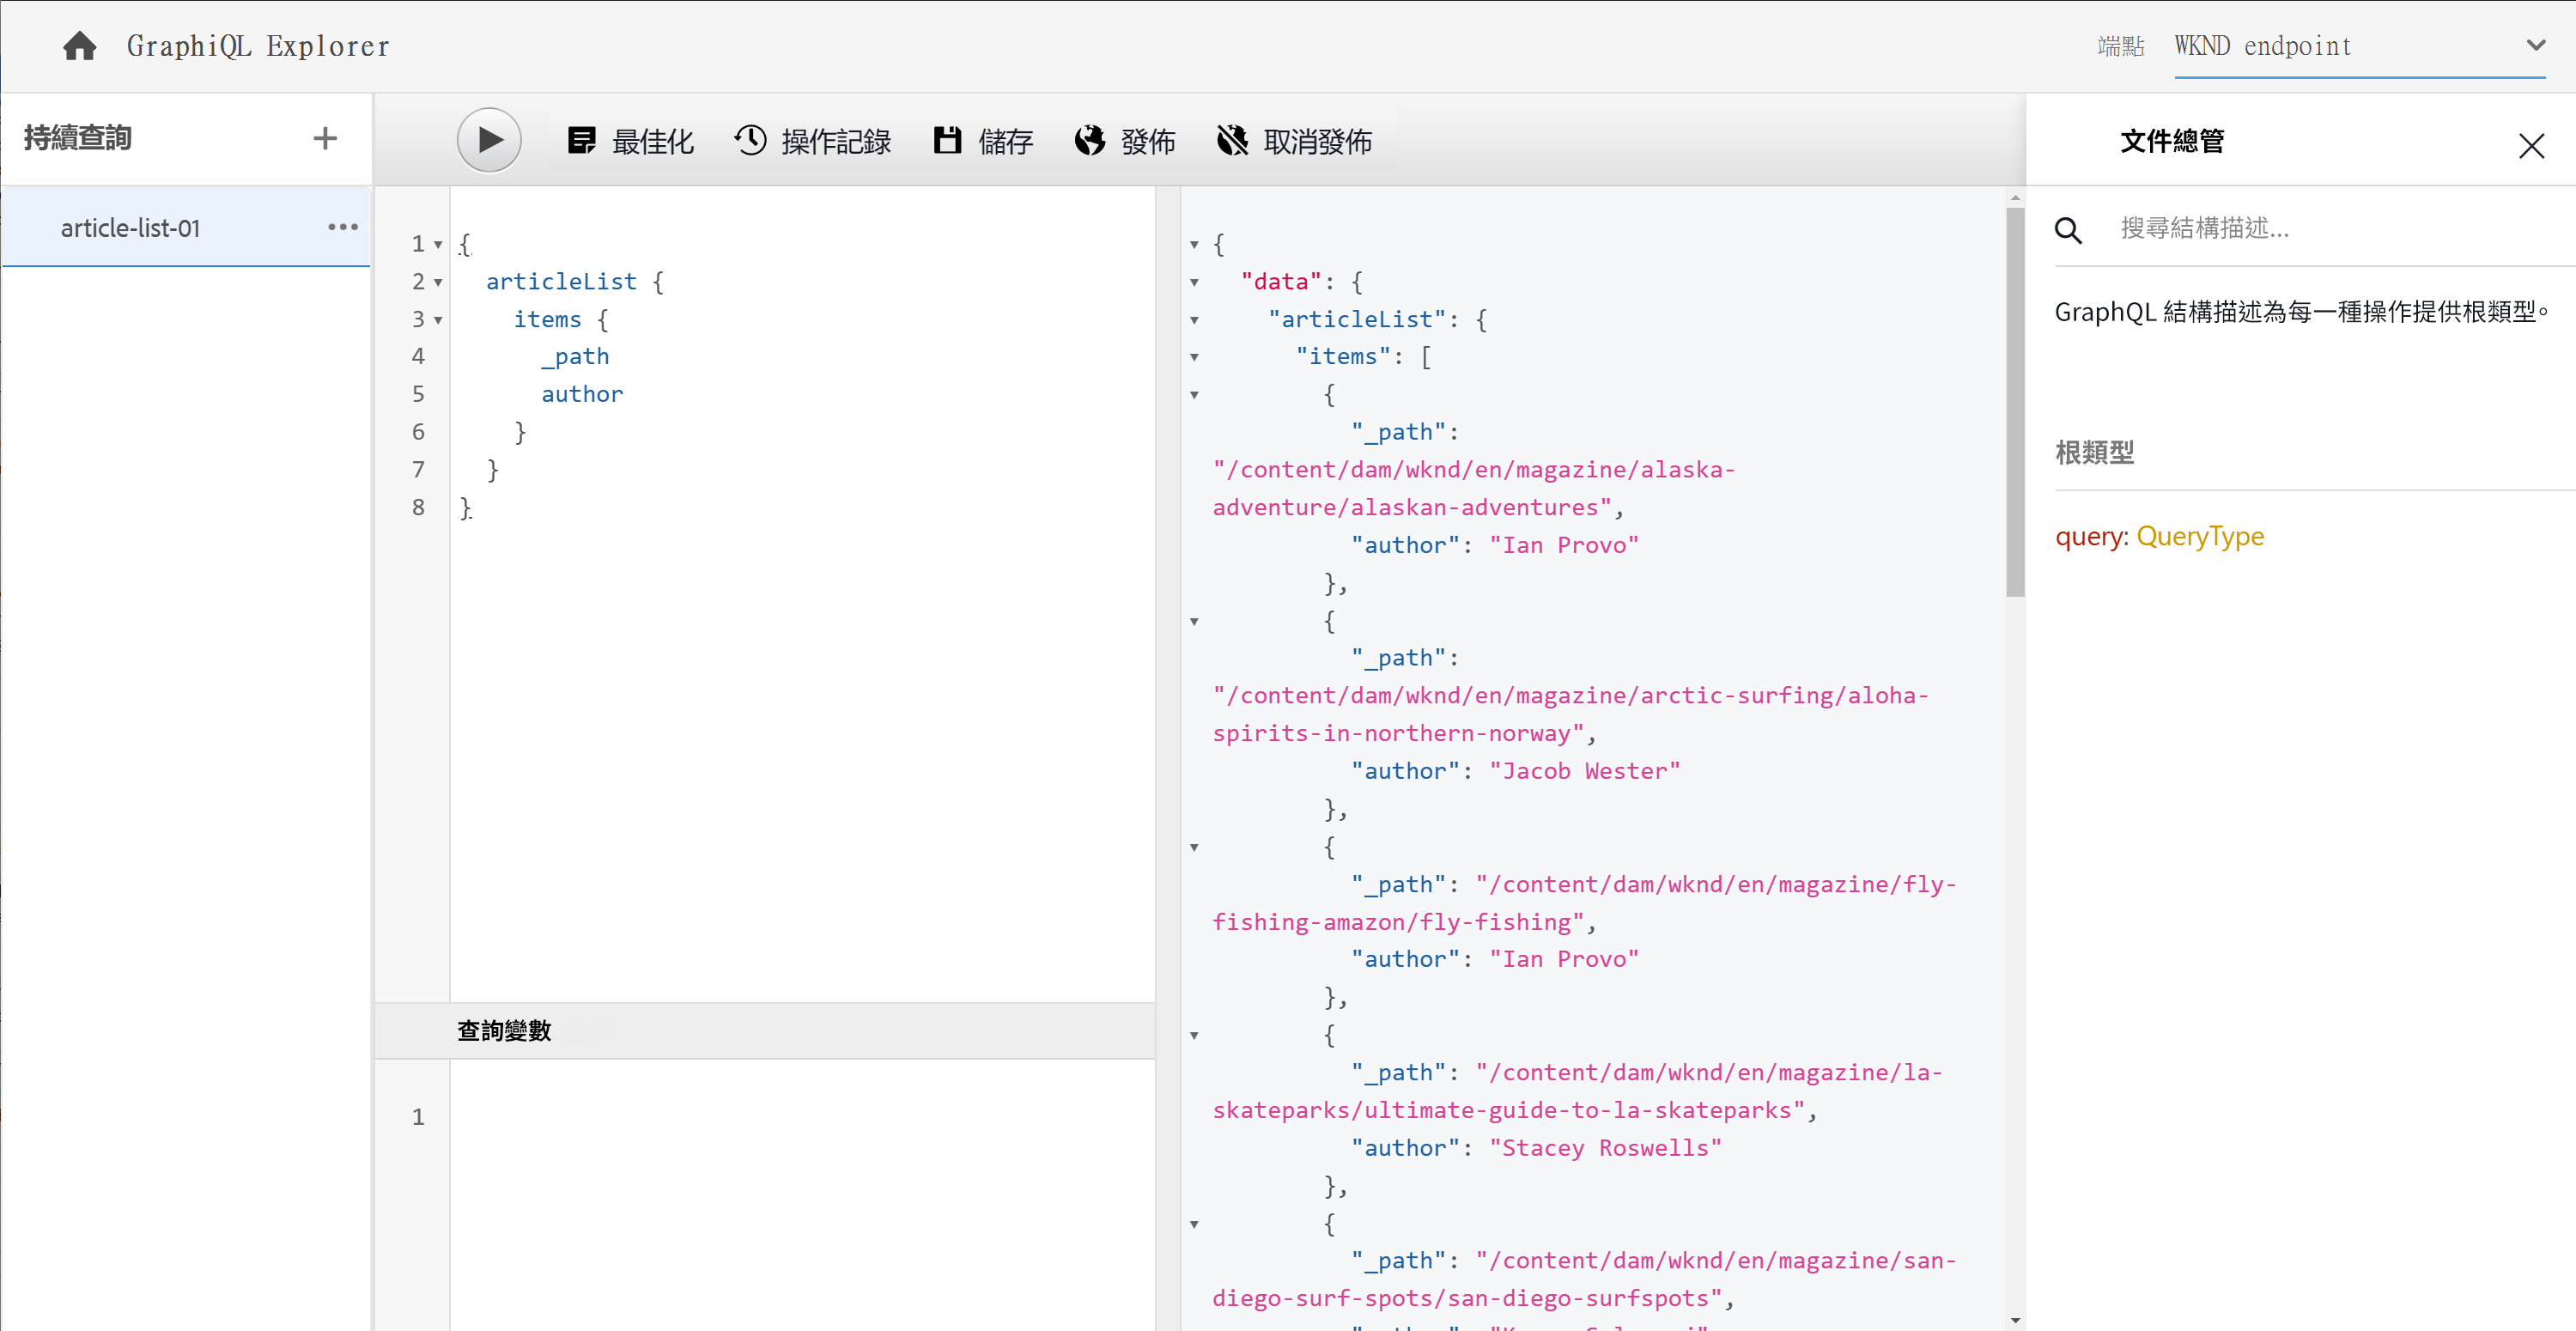 GraphiQL Explorer
端點 WKND endpoint
持續查詢 +
最佳化 操作記錄 儲存 發佈 取消發佈
article-list-01 •••
1 {
2 articleList {
3 items {
4 _path
5 author
6 }
7 }
8 }
查詢變數
1
{
"data": {
"articleList": {
"items": [
{
"_path":
"/content/dam/wknd/en/magazine/alaska-
adventure/alaskan-adventures",
"author": "Ian Provo"
},
{
"_path":
"/content/dam/wknd/en/magazine/arctic-surfing/aloha-
spirits-in-northern-norway",
"author": "Jacob Wester"
},
{
"_path": "/content/dam/wknd/en/magazine/fly-
fishing-amazon/fly-fishing",
"author": "Ian Provo"
},
{
"_path": "/content/dam/wknd/en/magazine/la-
skateparks/ultimate-guide-to-la-skateparks",
"author": "Stacey Roswells"
},
{
"_path": "/content/dam/wknd/en/magazine/san-
diego-surf-spots/san-diego-surfspots",
文件總管
搜尋結構描述...
GraphQL 結構描述為每一種操作提供根類型。
根類型
query: QueryType